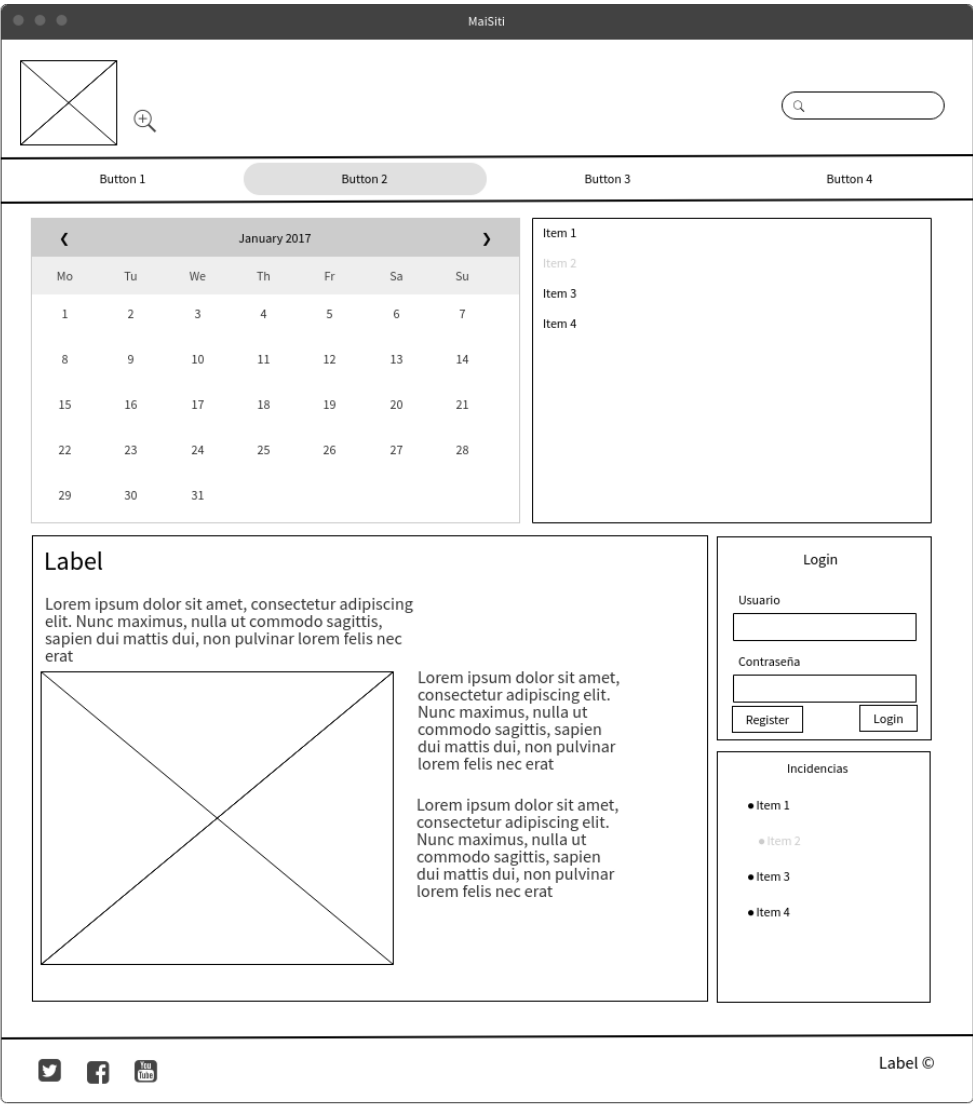 MaiSiti
Button 1 Button 2 Button 3 Button 4
January 2017
Mo Tu We Th Fr Sa Su
1 2 3 4 5 6 7
8 9 10 11 12 13 14
15 16 17 18 19 20 21
22 23 24 25 26 27 28
29 30 31
Item 1
Item 2
Item 3
Item 4
Label
Lorem ipsum dolor sit amet, consectetur adipiscing
elit. Nunc maximus, nulla ut commodo sagittis,
sapien dui mattis dui, non pulvinar lorem felis nec
erat
Lorem ipsum dolor sit amet,
consectetur adipiscing elit.
Nunc maximus, nulla ut
commodo sagittis, sapien
dui mattis dui, non pulvinar
lorem felis nec erat
Lorem ipsum dolor sit amet,
consectetur adipiscing elit.
Nunc maximus, nulla ut
commodo sagittis, sapien
dui mattis dui, non pulvinar
lorem felis nec erat
Login
Usuario
Contraseña
Register Login
Incidencias
Item 1
Item 2
Item 3
Item 4
You
Tube
Label ©